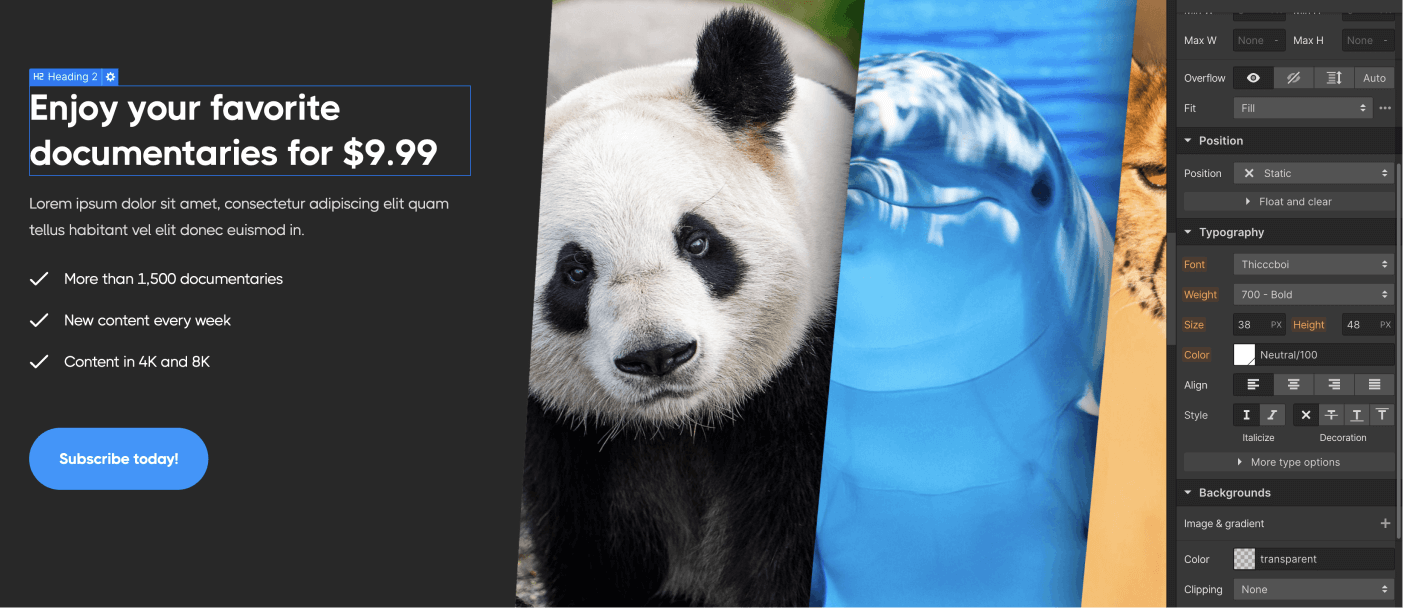 H2 Heading 2
Enjoy your favorite
documentaries for $9.99
Lorem ipsum dolor sit amet, consectetur adipiscing elit quam
tellus habitant vel elit donec euismod in.
More than 1,500 documentaries
New content every week
Content in 4K and 8K
Subscribe today!
Max W None - Max H None -
Overflow Auto
Fit Fill
Position
Position Static
Float and clear
Typography
Font Thicccboi
Weight 700 - Bold
Size 38 PX Height 48 PX
Color Neutral/100
Align
Style
Italicize Decoration
More type options
Backgrounds
Image & gradient
Color transparent
Clipping None